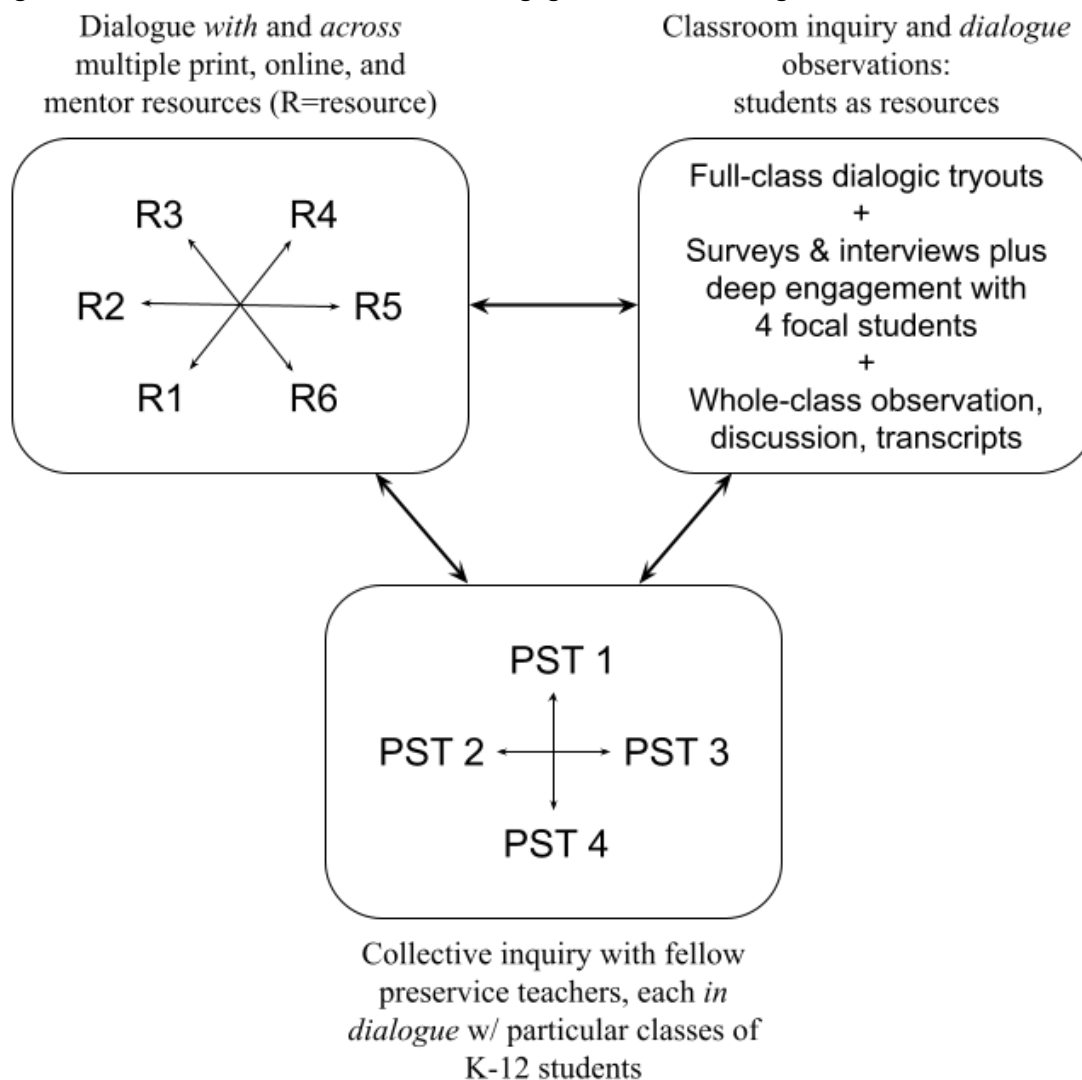 Dialogue with and across
multiple print, online, and
mentor resources (R=resource)
Classroom inquiry and dialogue
observations:
students as resources
R3 R4
R2 R5
R1 R6
Full-class dialogic tryouts
+
Surveys & interviews plus
deep engagement with
4 focal students
+
Whole-class observation,
discussion, transcripts
PST 1
PST 2 PST 3
PST 4
Collective inquiry with fellow
preservice teachers, each in
dialogue w/ particular classes of
K-12 students